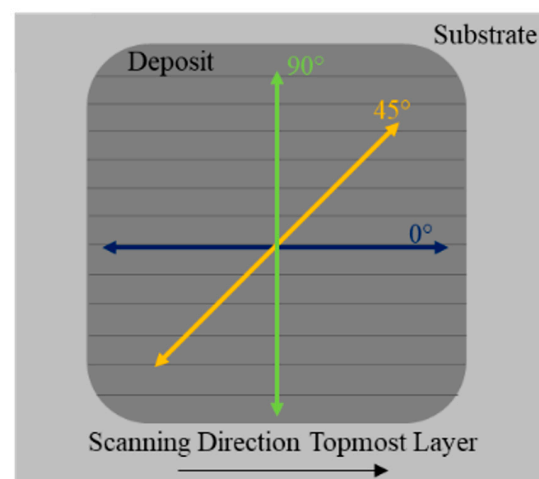 Substrate
Deposit
90°
45°
0°
Scanning Direction Topmost Layer